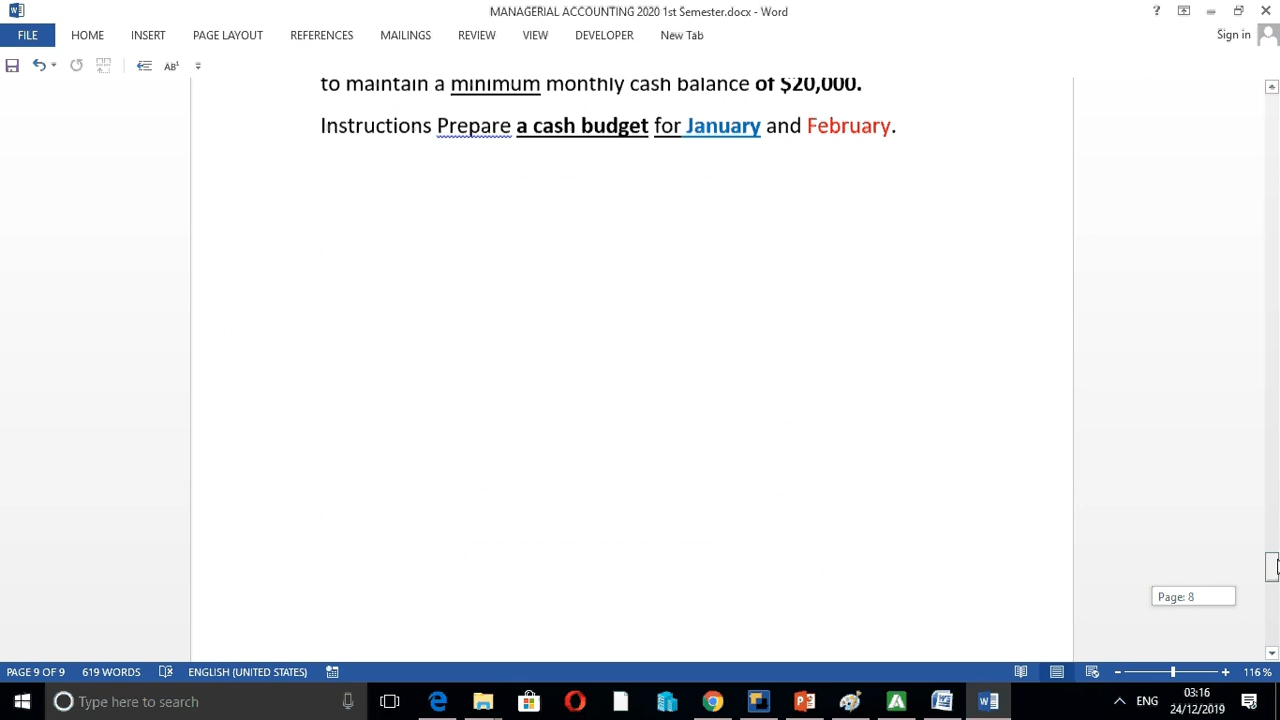 MANAGERIAL ACCOUNTING 2020 1st Semester.docx - Word
?
FILE HOME INSERT PAGE LAYOUT REFERENCES MAILINGS REVIEW VIEW DEVELOPER New Tab Sign in
AB¹
to maintain a minimum monthly cash balance of $20,000.
Instructions Prepare a cash budget for January and February.
Page: 8
PAGE 9 OF 9 619 WORDS ENGLISH (UNITED STATES) 116 %
Type here to search
ENG
03:16
24/12/2019